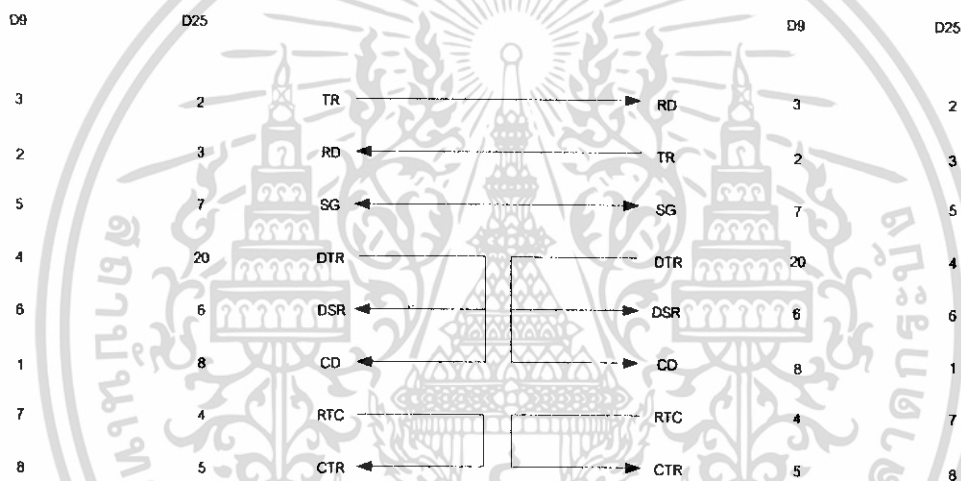 D9 D25 D9 D25
3 2 TR RD 3 2
2 3 RD TR 2 3
5 7 SG SG 7 5
4 20 DTR DTR 20 4
6 6 DSR DSR 6 6
1 8 CD CD 8 1
7 4 RTC RTC 4 7
8 5 CTR CTR 5 8